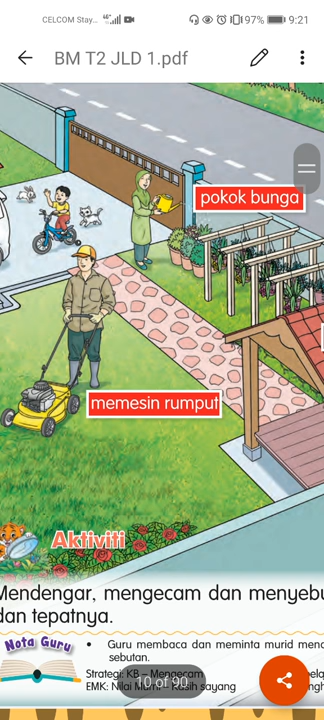 CELCOM Stay... 97% 9:21
BM T2 JLD 1.pdf
pokok bunga
memesin rumput
Aktiviti
Mendengar, mengecam dan menyebu
dan tepatnya.
Nota Guru
• Guru membaca dan meminta murid menc
sebutan.
Strategi: KB – Mengecam
EMK: Nilai Murni – Kasih sayang
10 of 90